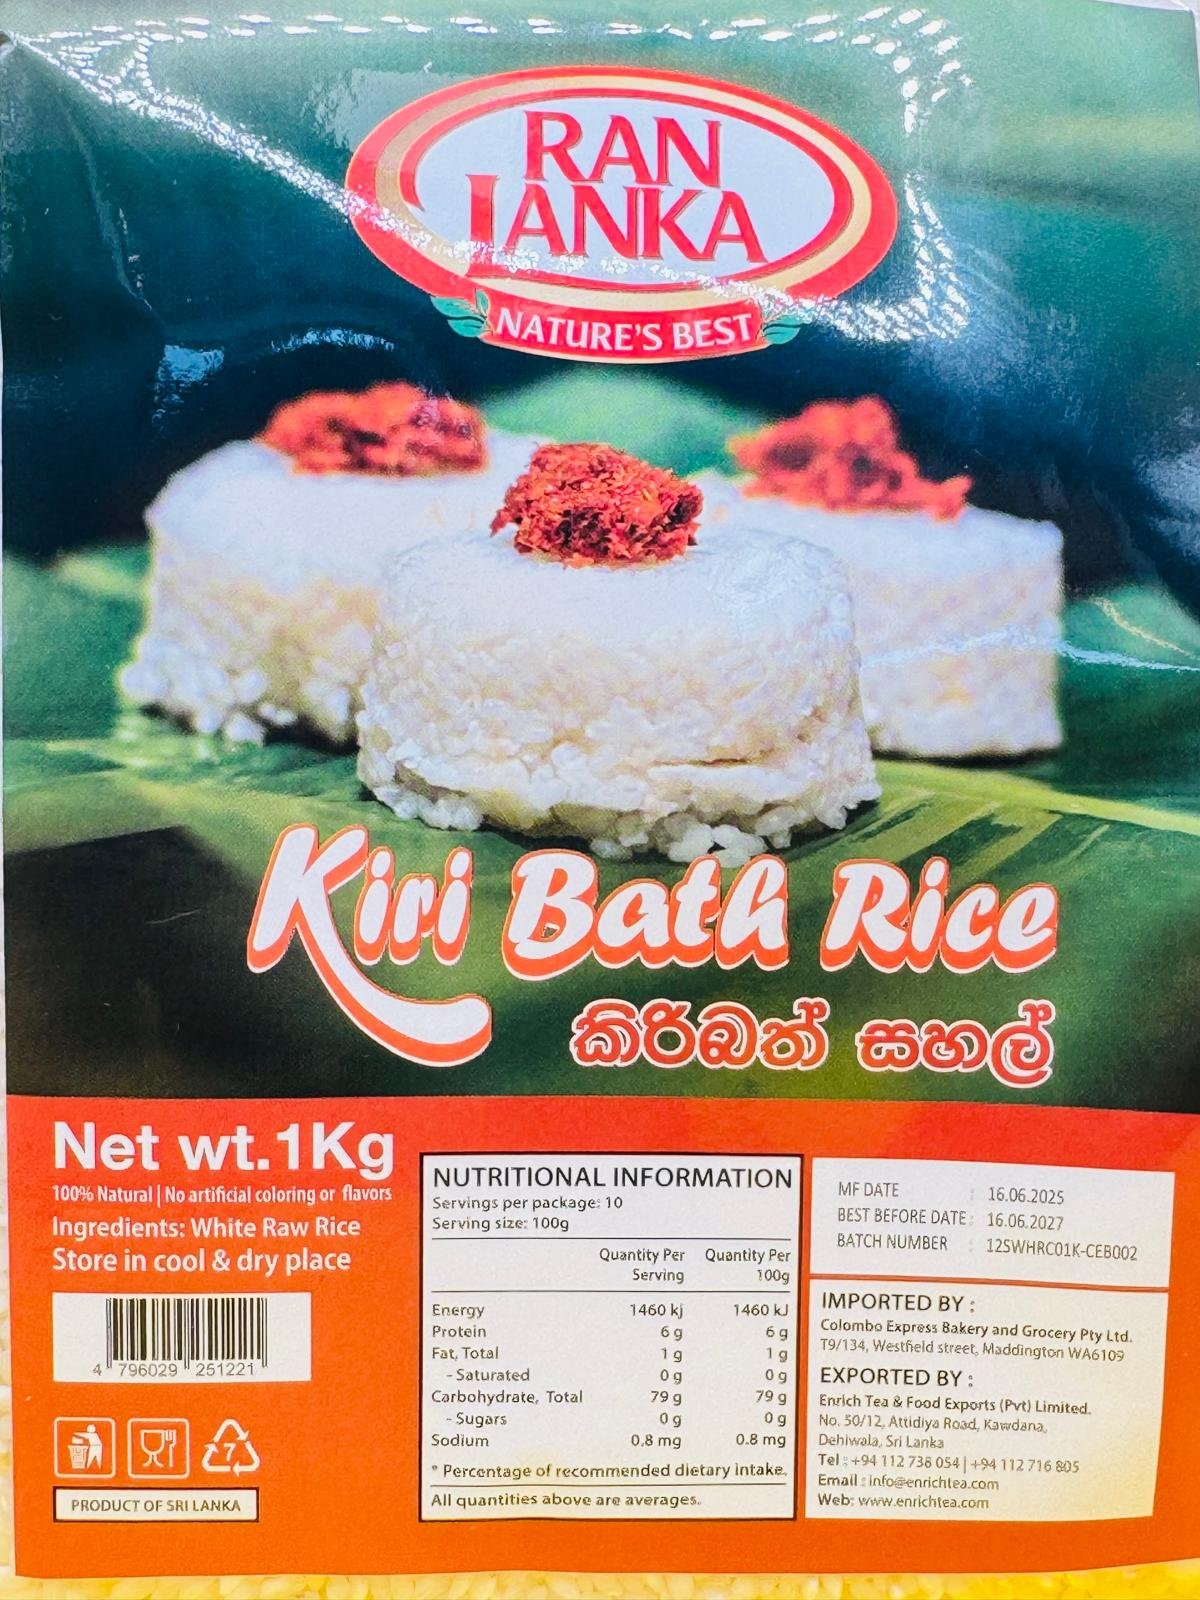 RAN
LANKA
NATURE'S BEST
Kiri Bath Rice
කිරිබත් සහල්
Net wt.1Kg
100% Natural | No artificial coloring or flavors
Ingredients: White Raw Rice
Store in cool & dry place
4 796029 251221
7
PRODUCT OF SRI LANKA
NUTRITIONAL INFORMATION
Servings per package: 10
Serving size: 100g
Quantity Per Serving Quantity Per 100g
Energy 1460 kj 1460 kJ
Protein 6 g 6 g
Fat, Total 1 g 1 g
- Saturated 0 g 0 g
Carbohydrate, Total 79 g 79 g
- Sugars 0 g 0 g
Sodium 0.8 mg 0.8 mg
* Percentage of recommended dietary intake.
All quantities above are averages.
MF DATE : 16.06.2025
BEST BEFORE DATE : 16.06.2027
BATCH NUMBER : 12SWHRC01K-CEB002
IMPORTED BY :
Colombo Express Bakery and Grocery Pty Ltd.
T9/134, Westfield street, Maddington WA6109
EXPORTED BY :
Enrich Tea & Food Exports (Pvt) Limited.
No. 50/12, Attidiya Road, Kawdana,
Dehiwala, Sri Lanka
Tel : +94 112 738 054 | +94 112 716 805
Email : info@enrichtea.com
Web: www.enrichtea.com